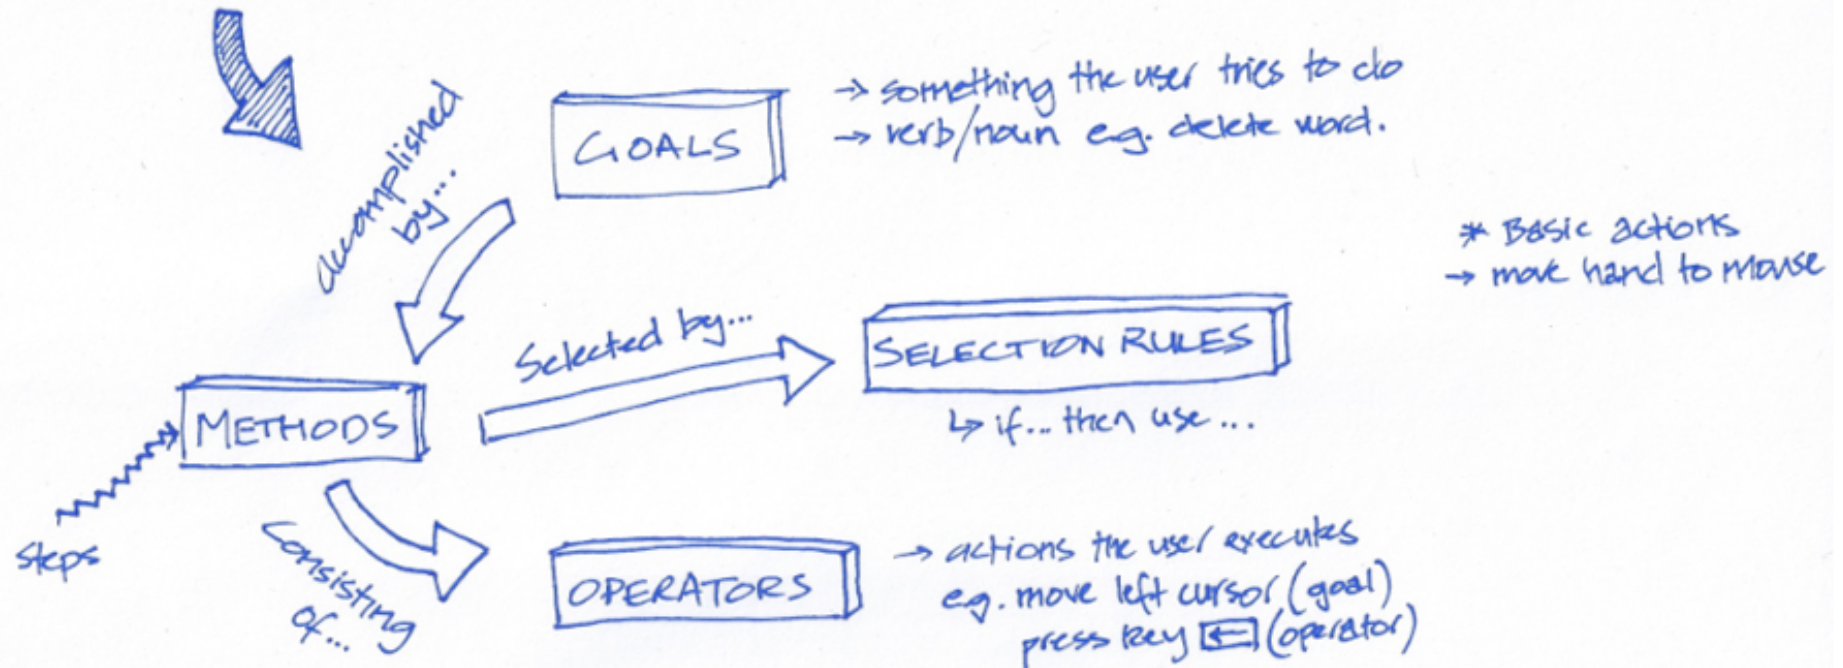 GOALS
→ something the user tries to do
→ verb/noun e.g. delete word.
accomplished
by....
* Basic actions
→ move hand to mouse
Selected by...
SELECTION RULES
↳ if... then use ...
METHODS
steps
Consisting
of...
OPERATORS
→ actions the user executes
e.g. move left cursor (goal)
press key ← (operator)